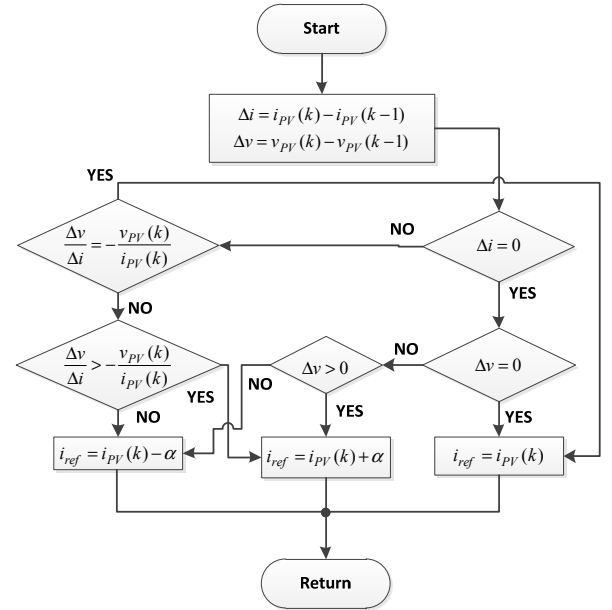 Start
Δi = i_PV(k) − i_PV(k−1)
Δv = v_PV(k) − v_PV(k−1)
YES
Δv/Δi = − v_PV(k)/i_PV(k)
NO
Δi = 0
NO
YES
Δv/Δi > − v_PV(k)/i_PV(k)
YES
NO
Δv > 0
NO
YES
NO
Δv = 0
YES
i_ref = i_PV(k) − α
i_ref = i_PV(k) + α
i_ref = i_PV(k)
Return